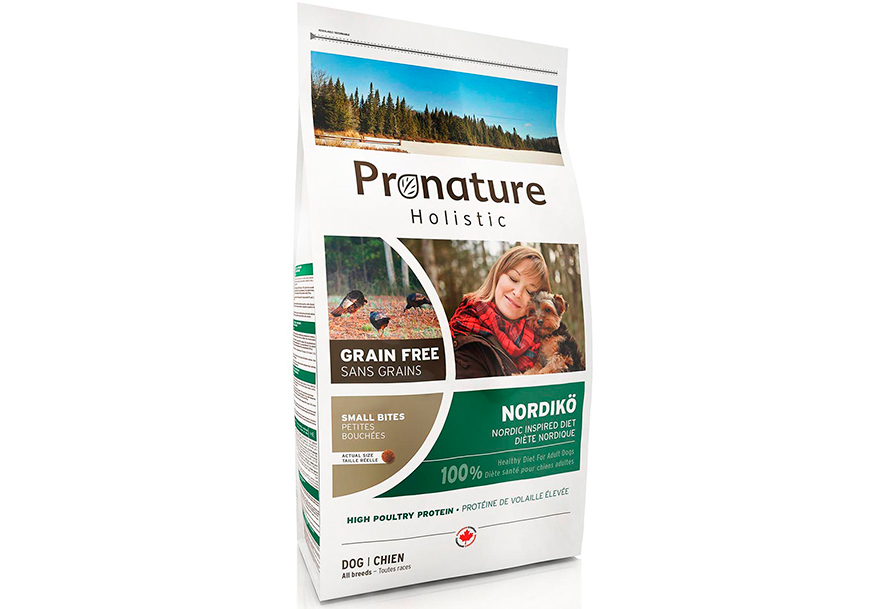 Pronature
Holistic
GRAIN FREE
SANS GRAINS
SMALL BITES
PETITES
BOUCHÉES
ACTUAL SIZE
TAILLE RÉELLE
NORDIKÖ
NORDIC INSPIRED DIET
DIÈTE NORDIQUE
100% Healthy Diet For Adult Dogs
Diète santé pour chiens adultes
HIGH POULTRY PROTEIN • PROTÉINE DE VOLAILLE ÉLEVÉE
DOG | CHIEN
All breeds – Toutes races